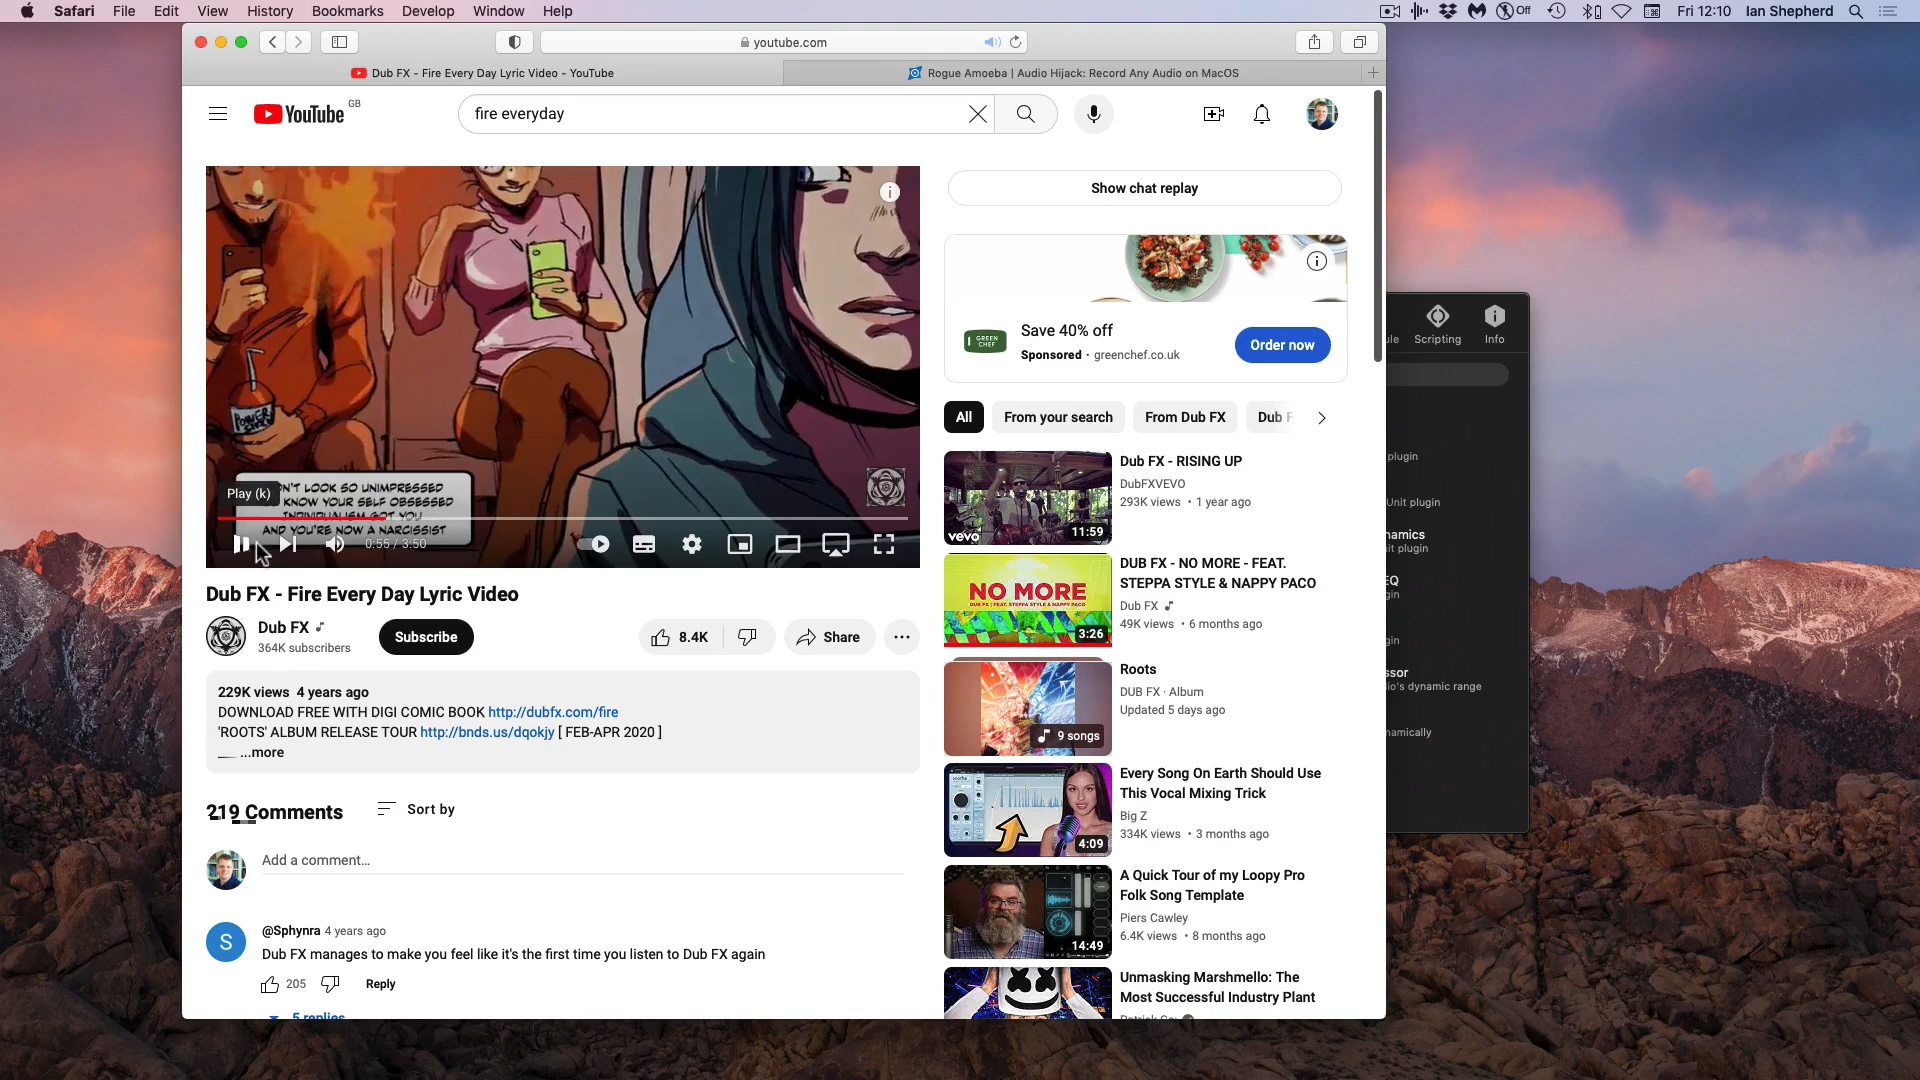 Safari File Edit View History Bookmarks Develop Window Help
Off
Fri 12:10 Ian Shepherd
youtube.com
Dub FX - Fire Every Day Lyric Video - YouTube
Rogue Amoeba | Audio Hijack: Record Any Audio on MacOS
YouTube GB
fire everyday
Show chat replay
GREEN CHEF
Save 40% off
Sponsored · greenchef.co.uk
Order now
POWER
Play (k)
N'T LOOK SO UNIMPRESSED
KNOW YOUR SELF OBSESSED
INDIVIDUALISM GOT YOU
AND YOU'RE NOW A NARCISSIST
0:55 / 3:50
Dub FX - Fire Every Day Lyric Video
Dub FX
364K subscribers
Subscribe
8.4K
Share
229K views 4 years ago
DOWNLOAD FREE WITH DIGI COMIC BOOK http://dubfx.com/fire
'ROOTS' ALBUM RELEASE TOUR http://bnds.us/dqokjy [ FEB-APR 2020 ]
...more
219 Comments
Sort by
Add a comment...
S
@Sphynra 4 years ago
Dub FX manages to make you feel like it's the first time you listen to Dub FX again
205
Reply
5 replies
All
From your search
From Dub FX
Dub F
vevo
11:59
Dub FX - RISING UP
DubFXVEVO
293K views • 1 year ago
NO MORE
DUB FX | FEAT. STEPPA STYLE & NAPPY PACO
3:26
DUB FX - NO MORE - FEAT.
STEPPA STYLE & NAPPY PACO
Dub FX
49K views • 6 months ago
9 songs
Roots
DUB FX · Album
Updated 5 days ago
4:09
Every Song On Earth Should Use
This Vocal Mixing Trick
Big Z
334K views • 3 months ago
14:49
A Quick Tour of my Loopy Pro
Folk Song Template
Piers Cawley
6.4K views • 8 months ago
Unmasking Marshmello: The
Most Successful Industry Plant
ule
Scripting
Info
plugin
Unit plugin
namics
it plugin
EQ
gin
gin
ssor
io's dynamic range
namically